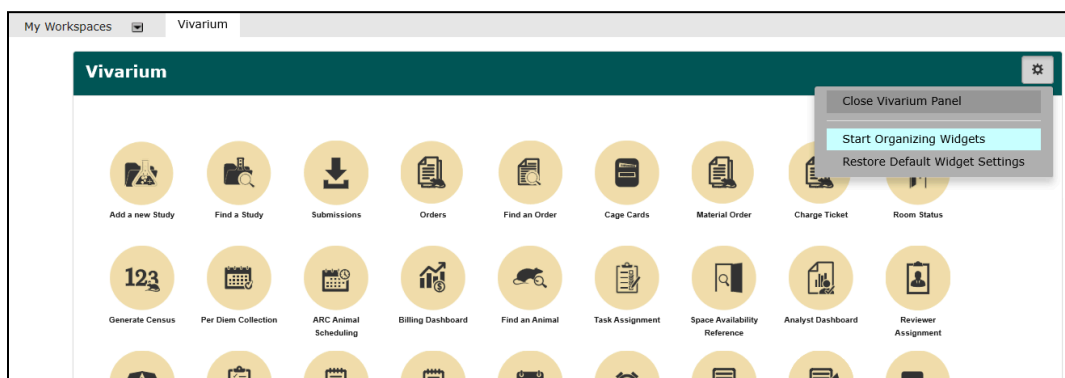 My Workspaces
Vivarium
Vivarium
Close Vivarium Panel
Start Organizing Widgets
Restore Default Widget Settings
Add a new Study
Find a Study
Submissions
Orders
Find an Order
Cage Cards
Material Order
Charge Ticket
Room Status
123
Generate Census
Per Diem Collection
ARC Animal
Scheduling
Billing Dashboard
Find an Animal
Task Assignment
Space Availability
Reference
Analyst Dashboard
Reviewer
Assignment